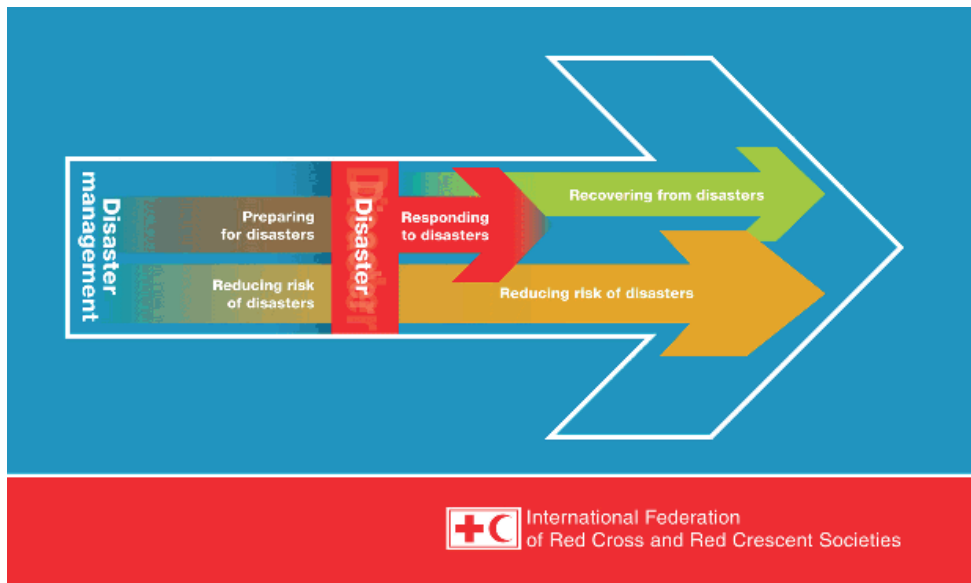 Disaster
management
Preparing
for disasters
Reducing risk
of disasters
Disaster
Responding
to disasters
Recovering from disasters
Reducing risk of disasters
International Federation
of Red Cross and Red Crescent Societies